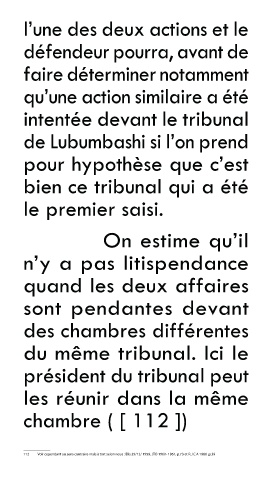 l'une des deux actions et le
défendeur pourra, avant de
faire déterminer notamment
qu'une action similaire a été
intentée devant le tribunal
de Lubumbashi si l'on prend
pour hypothèse que c'est
bien ce tribunal qui a été
le premier saisi.
On estime qu'il
n'y a pas litispendance
quand les deux affaires
sont pendantes devant
des chambres différentes
du même tribunal. Ici le
président du tribunal peut
les réunir dans la même
chambre ( [ 112 ])
112 Voir cependant